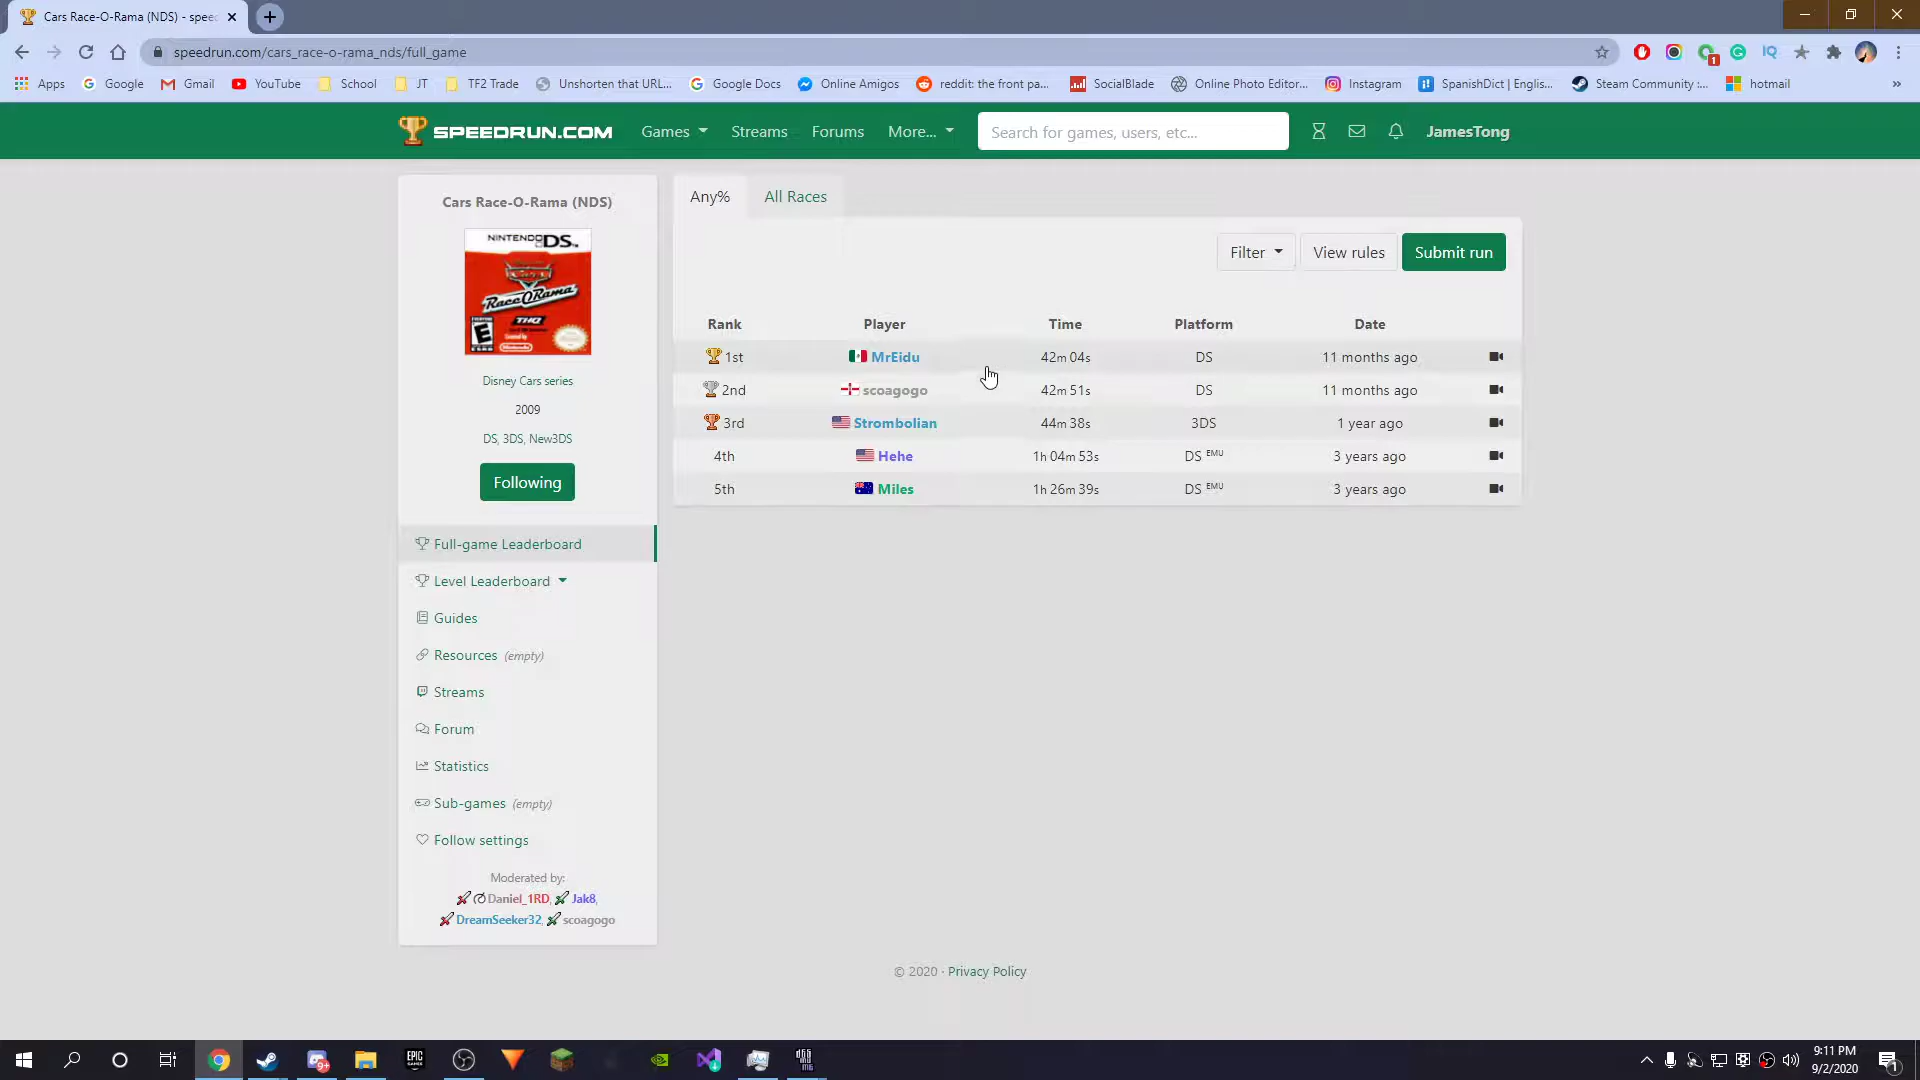 Cars Race-O-Rama (NDS) - spee
speedrun.com/cars_race-o-rama_nds/full_game
Apps Google Gmail YouTube School JT TF2 Trade Unshorten that URL... Google Docs Online Amigos reddit: the front pa... SocialBlade Online Photo Editor... Instagram SpanishDict | Englis... Steam Community :... hotmail »
SPEEDRUN.COM Games Streams Forums More... Search for games, users, etc... JamesTong
Cars Race-O-Rama (NDS)
NINTENDO DS
Race O Rama
THQ
E
Disney Cars series
2009
DS, 3DS, New3DS
Following
Full-game Leaderboard
Level Leaderboard
Guides
Resources (empty)
Streams
Forum
Statistics
Sub-games (empty)
Follow settings
Moderated by:
Daniel_1RD, Jak8,
DreamSeeker32, scoagogo
Any% All Races
Filter View rules Submit run
Rank Player Time Platform Date
1st MrEidu 42m 04s DS 11 months ago
2nd scoagogo 42m 51s DS 11 months ago
3rd Strombolian 44m 38s 3DS 1 year ago
4th Hehe 1h 04m 53s DS EMU 3 years ago
5th Miles 1h 26m 39s DS EMU 3 years ago
© 2020 · Privacy Policy
EPIC GAMES
9:11 PM
9/2/2020